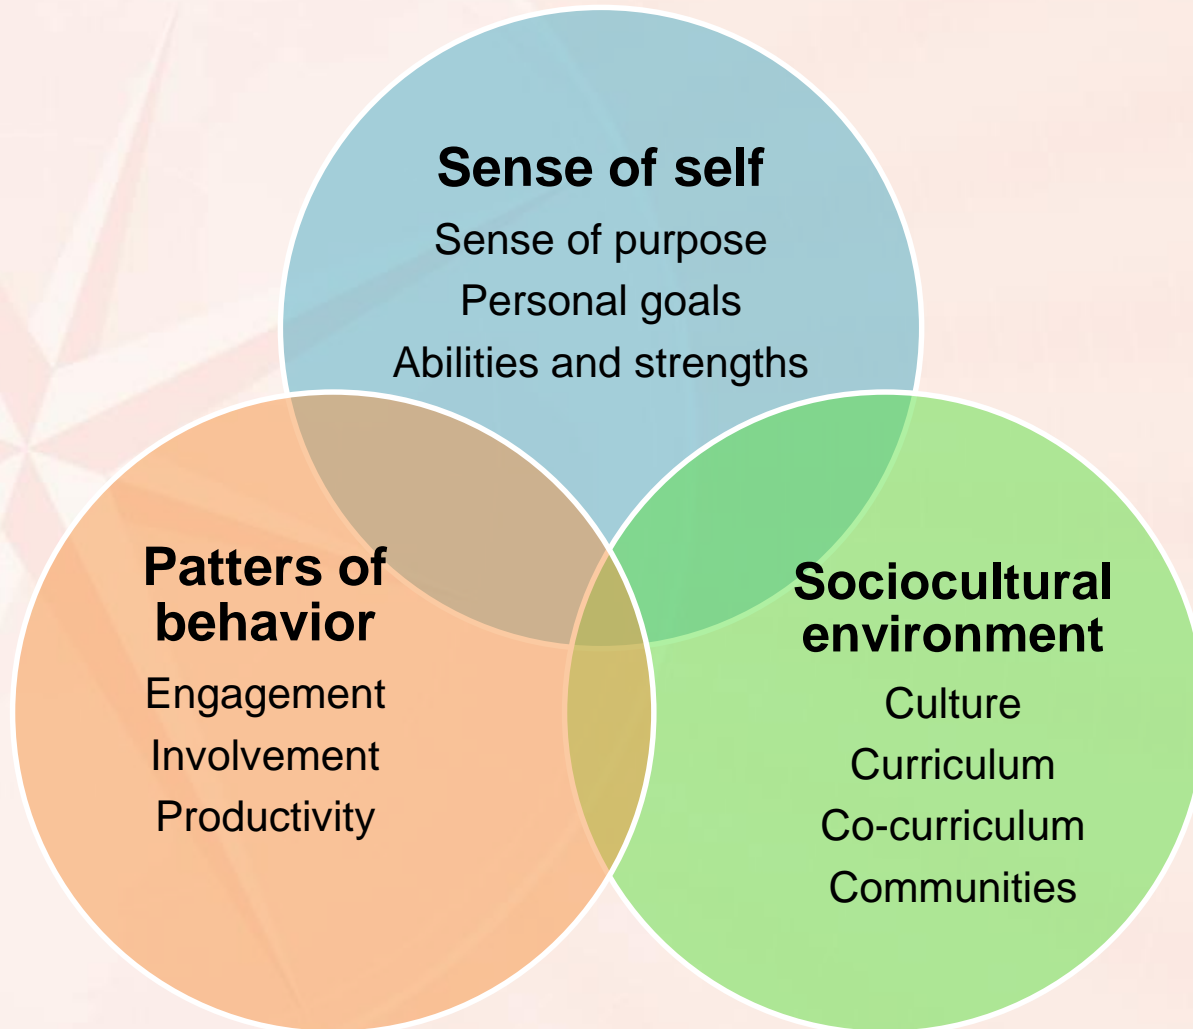 Sense of self
Sense of purpose
Personal goals
Abilities and strengths
Patters of
behavior
Engagement
Involvement
Productivity
Sociocultural
environment
Culture
Curriculum
Co-curriculum
Communities